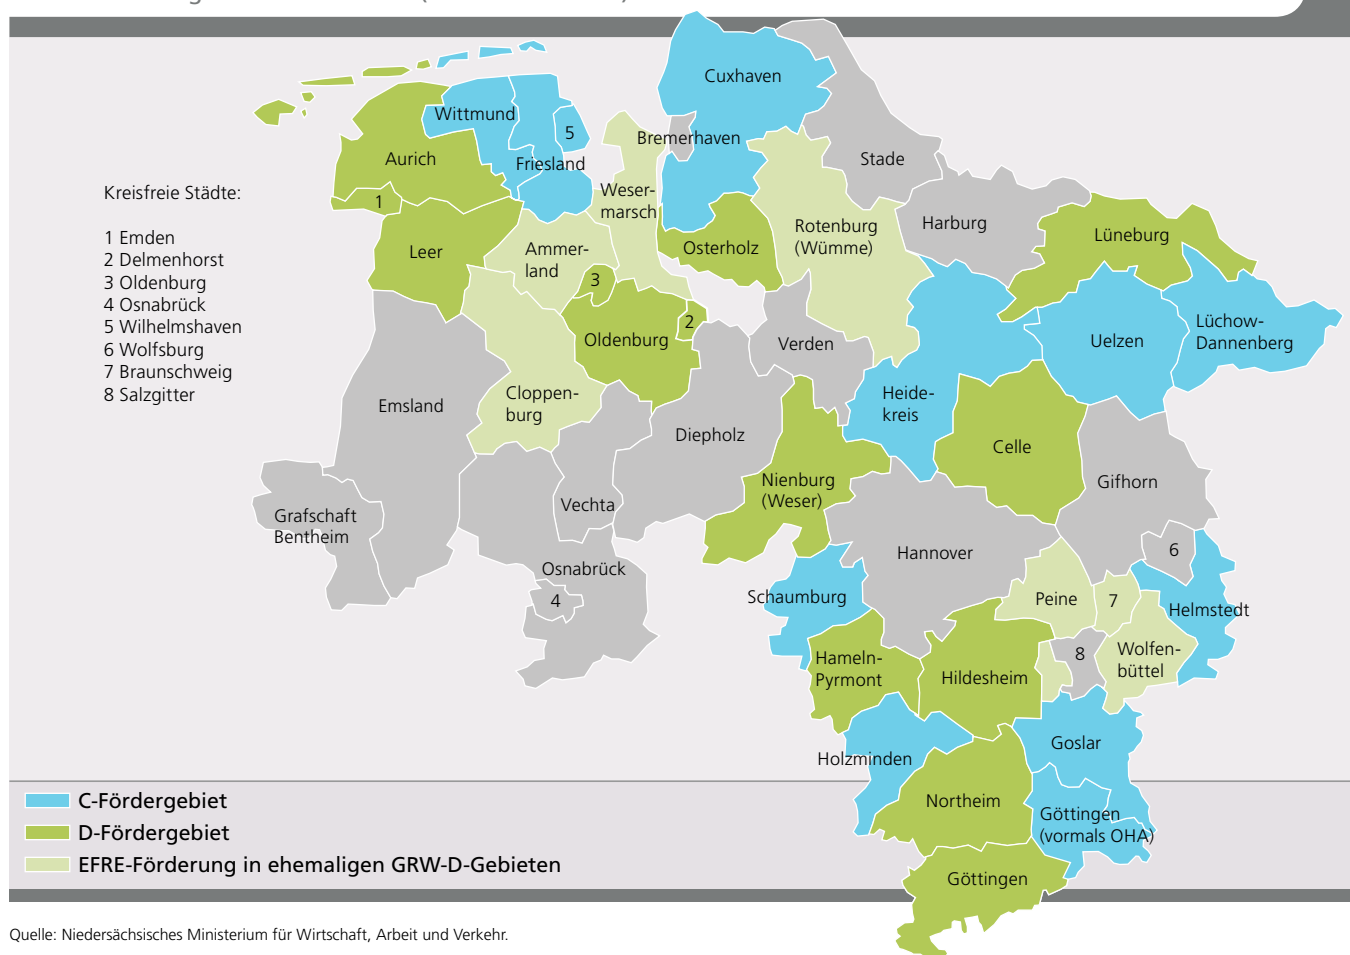 Kreisfreie Städte:
1 Emden
2 Delmenhorst
3 Oldenburg
4 Osnabrück
5 Wilhelmshaven
6 Wolfsburg
7 Braunschweig
8 Salzgitter
Cuxhaven
Wittmund
5
Bremerhaven
Aurich
Friesland
Stade
Weser-
marsch
1
Harburg
Rotenburg
(Wümme)
Lüneburg
Leer
Ammer-
land
Osterholz
3
2
Oldenburg
Verden
Uelzen
Lüchow-
Dannenberg
Emsland
Cloppen-
burg
Heide-
kreis
Diepholz
Celle
Nienburg
(Weser)
Gifhorn
Grafschaft
Bentheim
Vechta
Hannover
6
Osnabrück
4
Schaumburg
Peine
7
Helmstedt
Hameln-
Pyrmont
Hildesheim
8
Wolfen-
büttel
Holzminden
Goslar
Northeim
Göttingen
(vormals OHA)
Göttingen
C-Fördergebiet
D-Fördergebiet
EFRE-Förderung in ehemaligen GRW-D-Gebieten
Quelle: Niedersächsisches Ministerium für Wirtschaft, Arbeit und Verkehr.